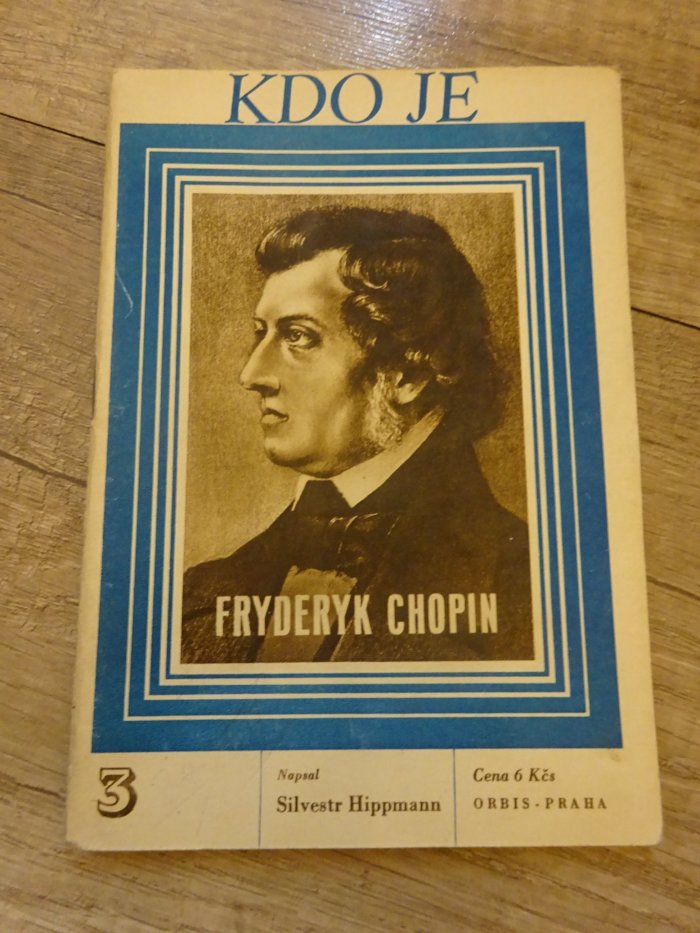 KDO JE
FRYDERYK CHOPIN
3
Napsal
Silvestr Hippmann
Cena 6 Kčs
ORBIS - PRAHA